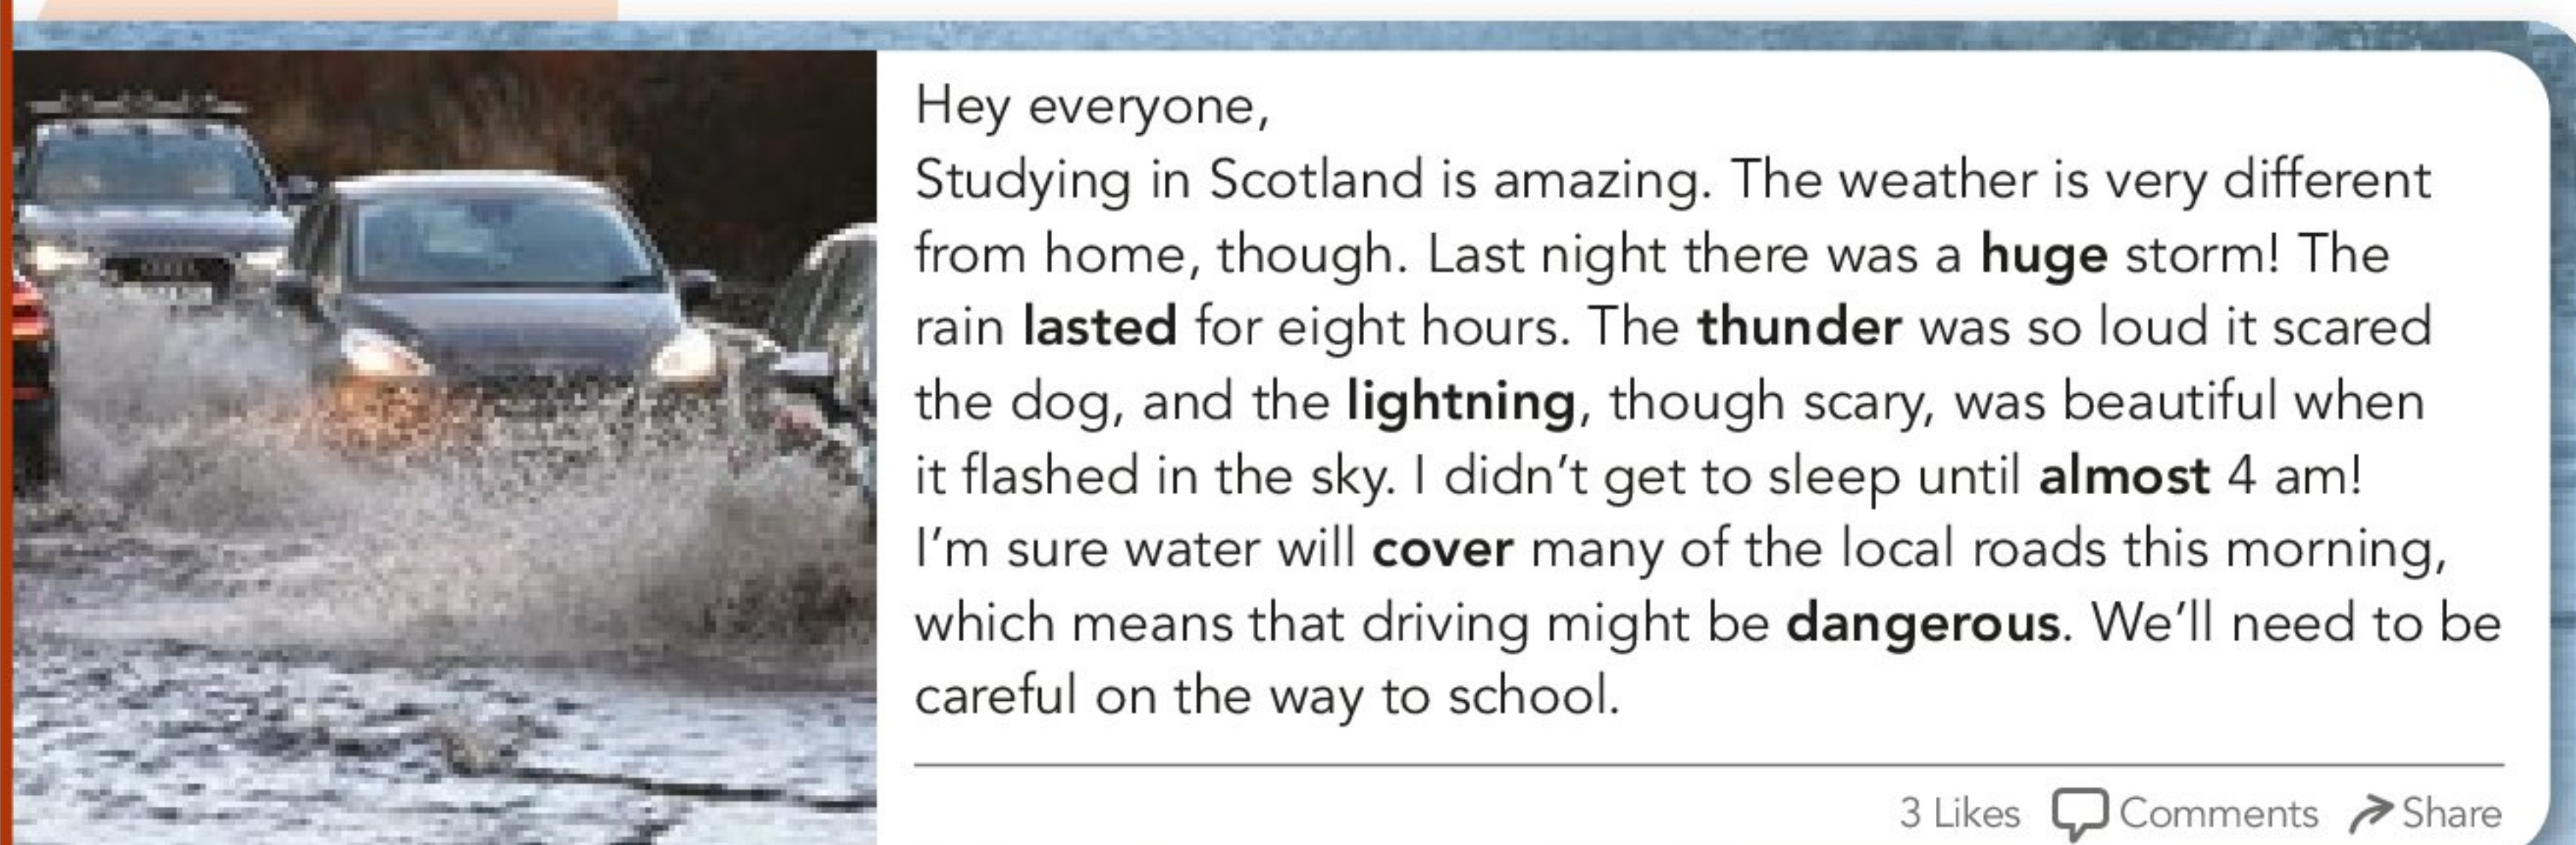 Hey everyone,
Studying in Scotland is amazing. The weather is very different
from home, though. Last night there was a huge storm! The
rain lasted for eight hours. The thunder was so loud it scared
the dog, and the lightning, though scary, was beautiful when
it flashed in the sky. I didn't get to sleep until almost 4 am!
I'm sure water will cover many of the local roads this morning,
which means that driving might be dangerous. We'll need to be
careful on the way to school.
3 Likes Comments Share